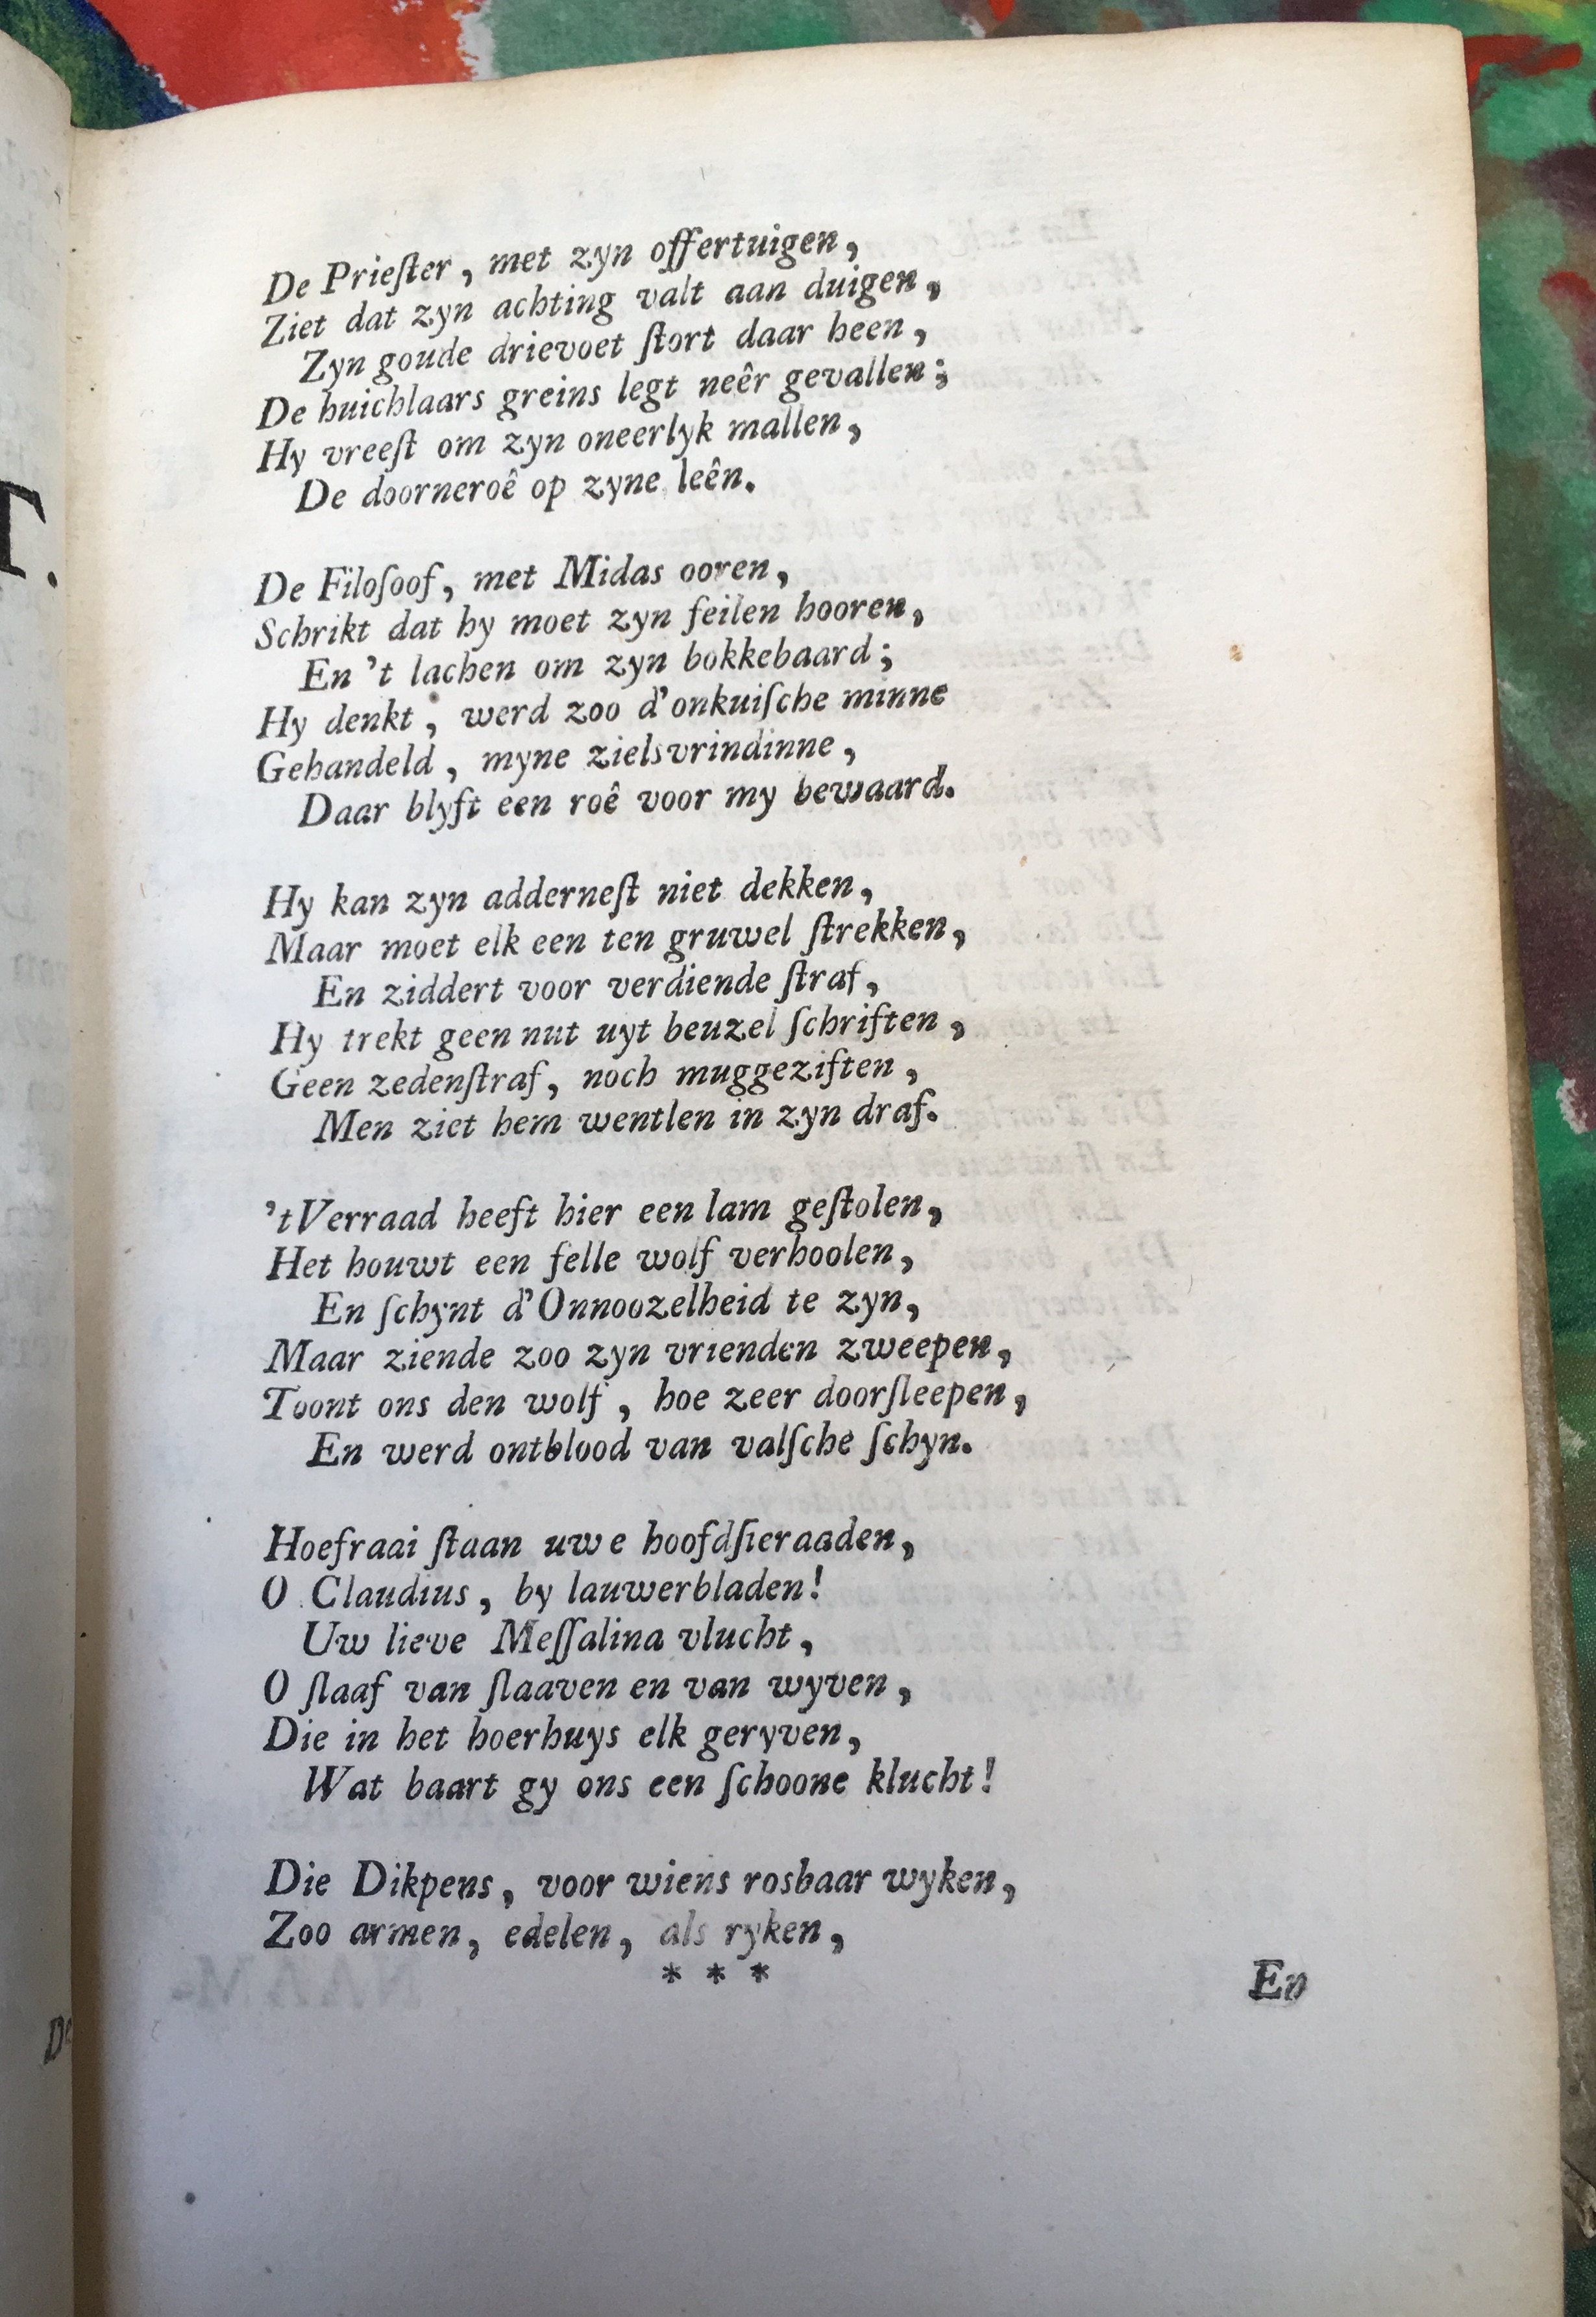 De Prieſter, met zyn offertuigen,
Ziet dat zyn achting valt aan duigen,
Zyn goude drievoet ſtort daar heen,
De huichlaars greins legt neêr gevallen;
Hy vreeſt om zyn oneerlyk mallen,
De doorneroê op zyne leên.
De Filoſoof, met Midas ooren,
Schrikt dat hy moet zyn feilen hooren,
En 't lachen om zyn bokkebaard;
Hy denkt, werd zoo d'onkuiſche minne
Gehandeld, myne zielsvrindinne,
Daar blyft een roê voor my bewaard.
Hy kan zyn adderneſt niet dekken,
Maar moet elk een ten gruwel ſtrekken,
En ziddert voor verdiende ſtraf,
Hy trekt geen nut uyt beuzel ſchriften,
Geen zedenſtraf, noch muggeziften,
Men ziet hem wentlen in zyn draf.
't Verraad heeft hier een lam geſtolen,
Het houwt een felle wolf verhoolen,
En ſchynt d'Onnoozelheid te zyn,
Maar ziende zoo zyn vrienden zweepen,
Toont ons den wolf, hoe zeer doorſleepen,
En werd ontblood van valſche ſchyn.
Hoefraai ſtaan uwe hoofdſieraaden,
O Claudius, by lauwerbladen!
Uw lieve Meſſalina vlucht,
O ſlaaf van ſlaaven en van wyven,
Die in het hoerhuys elk geryven,
Wat baart gy ons een ſchoone klucht!
Die Dikpens, voor wiens rosbaar wyken,
Zoo armen, edelen, als ryken,
* * *
En